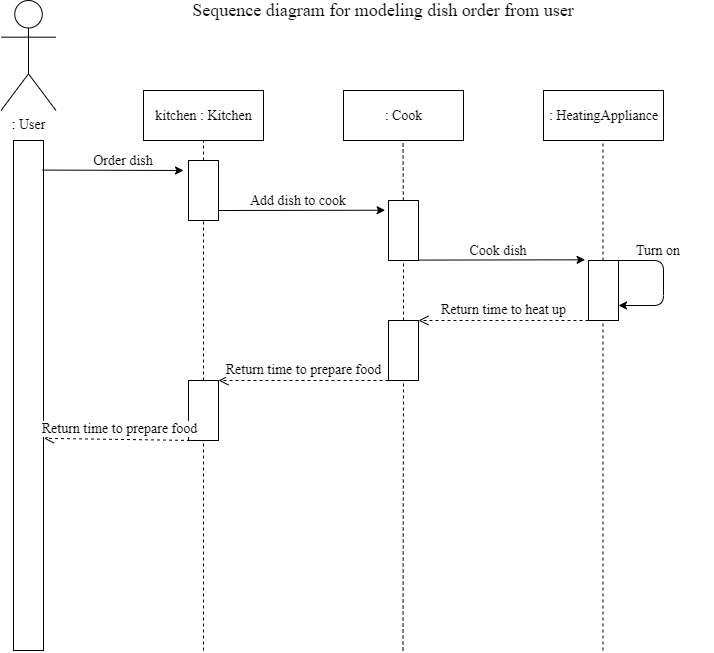 Sequence diagram for modeling dish order from user
: User
kitchen : Kitchen
: Cook
: HeatingAppliance
Order dish
Add dish to cook
Cook dish
Turn on
Return time to heat up
Return time to prepare food
Return time to prepare food